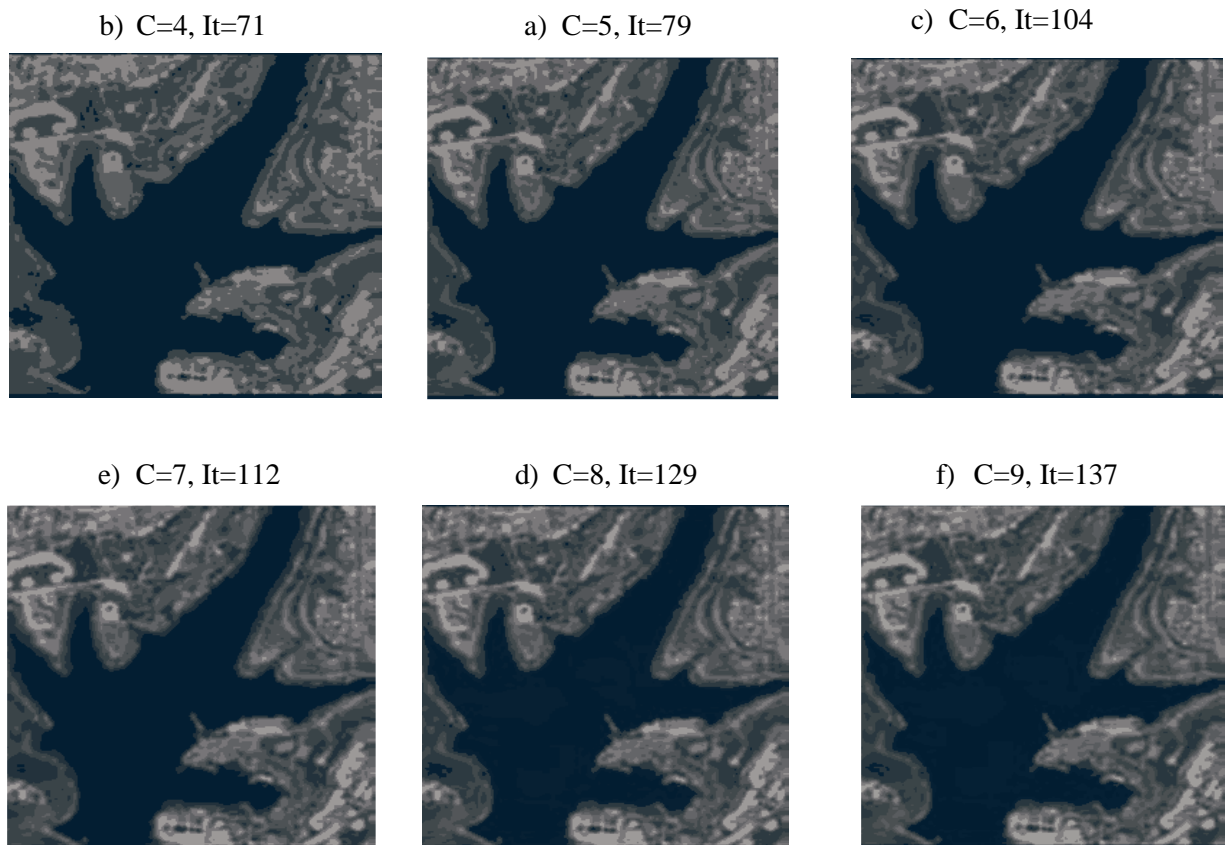 b) C=4, It=71
a) C=5, It=79
c) C=6, It=104
e) C=7, It=112
d) C=8, It=129
f) C=9, It=137